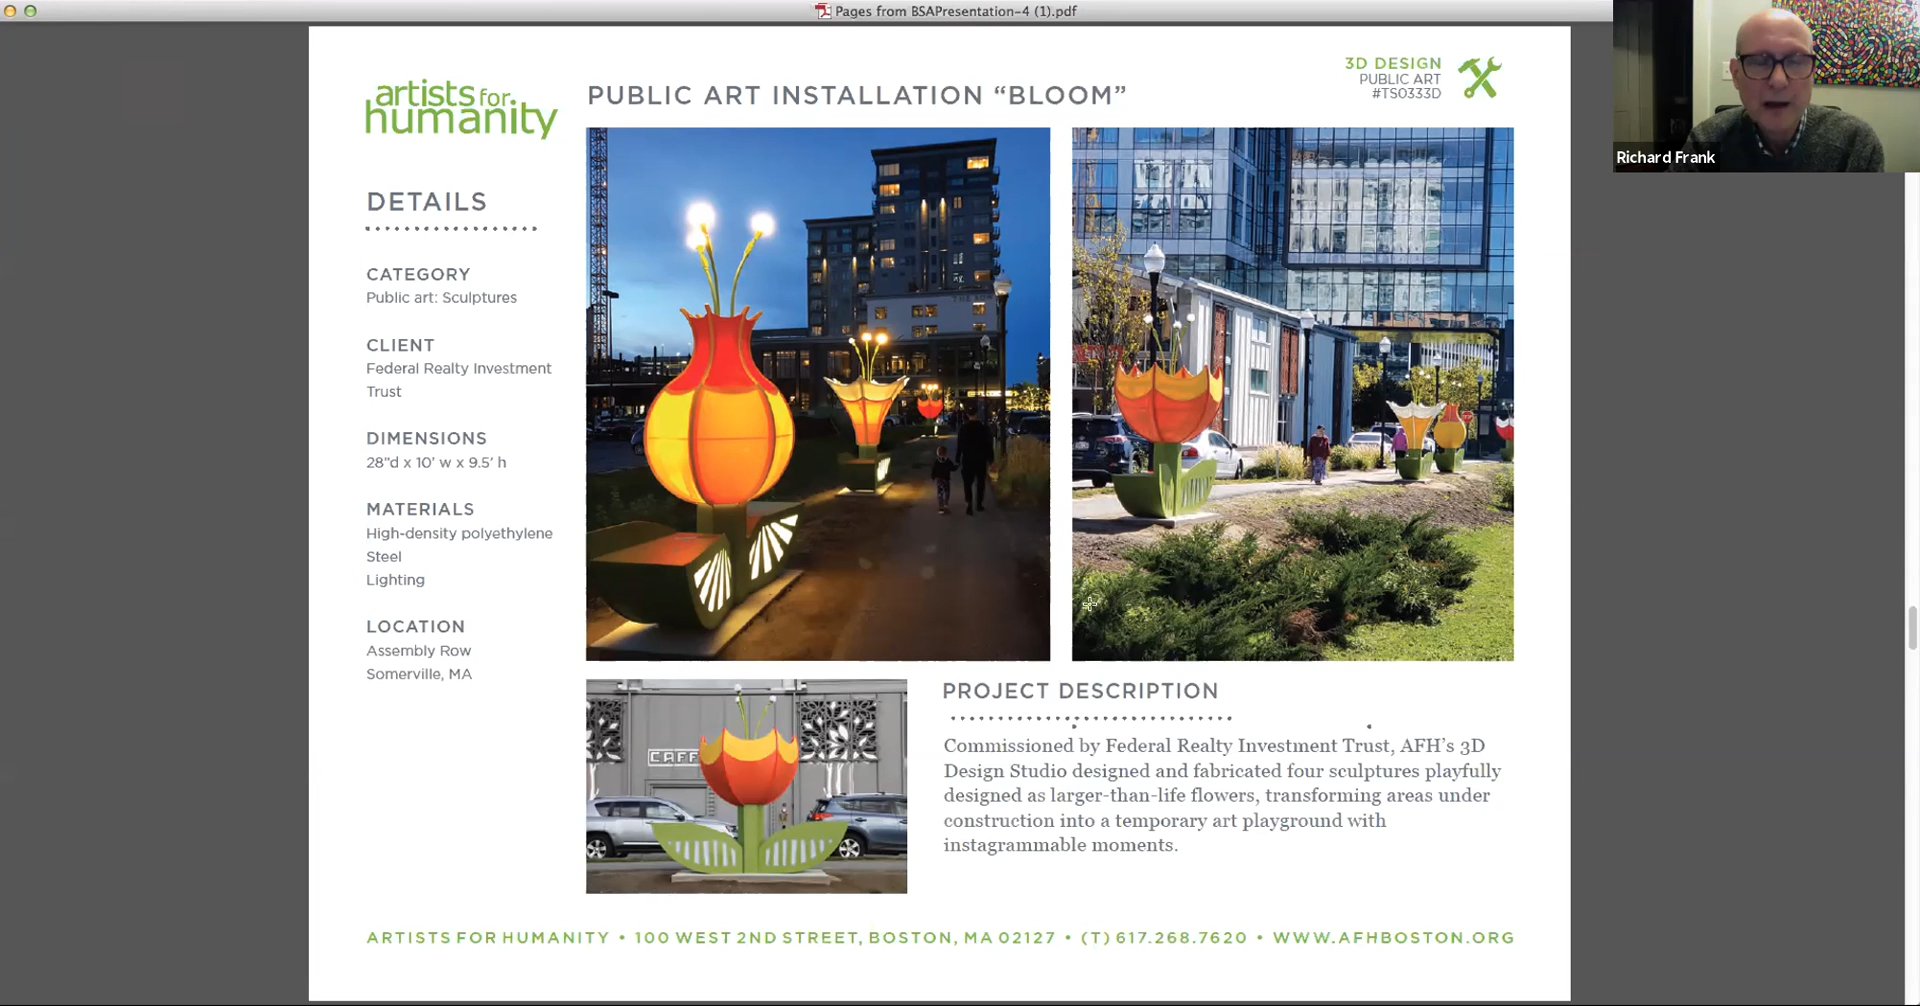 Pages from BSAPresentation-4 (1).pdf
artists for
humanity
PUBLIC ART INSTALLATION “BLOOM”
3D DESIGN
PUBLIC ART
#TS0333D
Richard Frank
DETAILS
CATEGORY
Public art: Sculptures
CLIENT
Federal Realty Investment
Trust
DIMENSIONS
28"d x 10' w x 9.5' h
MATERIALS
High-density polyethylene
Steel
Lighting
LOCATION
Assembly Row
Somerville, MA
CAFF
PROJECT DESCRIPTION
Commissioned by Federal Realty Investment Trust, AFH's 3D
Design Studio designed and fabricated four sculptures playfully
designed as larger-than-life flowers, transforming areas under
construction into a temporary art playground with
instagrammable moments.
ARTISTS FOR HUMANITY • 100 WEST 2ND STREET, BOSTON, MA 02127 • (T) 617.268.7620 • WWW.AFHBOSTON.ORG